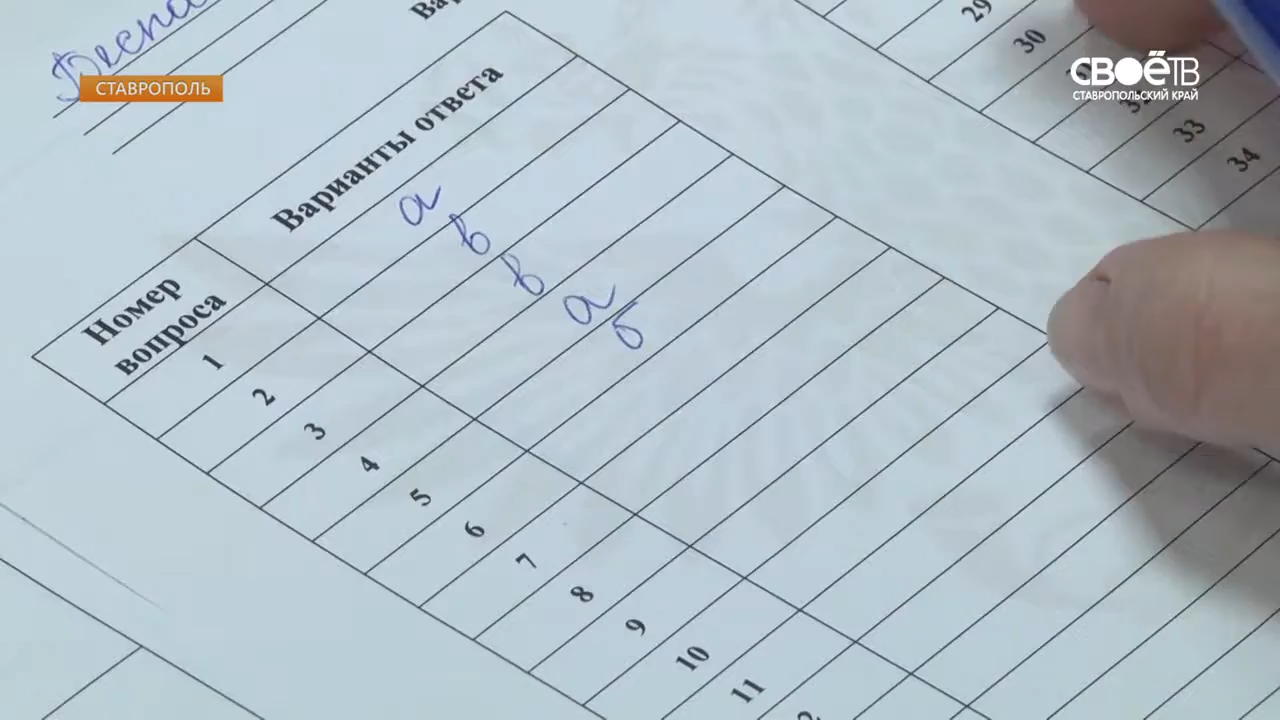 СТАВРОПОЛЬ
СВОЁТВ
СТАВРОПОЛЬСКИЙ КРАЙ
Номер вопроса
Варианты ответа
1 а
2 в
3 в
4 а
5 б
6
7
8
9
10
11
29
30
33
34